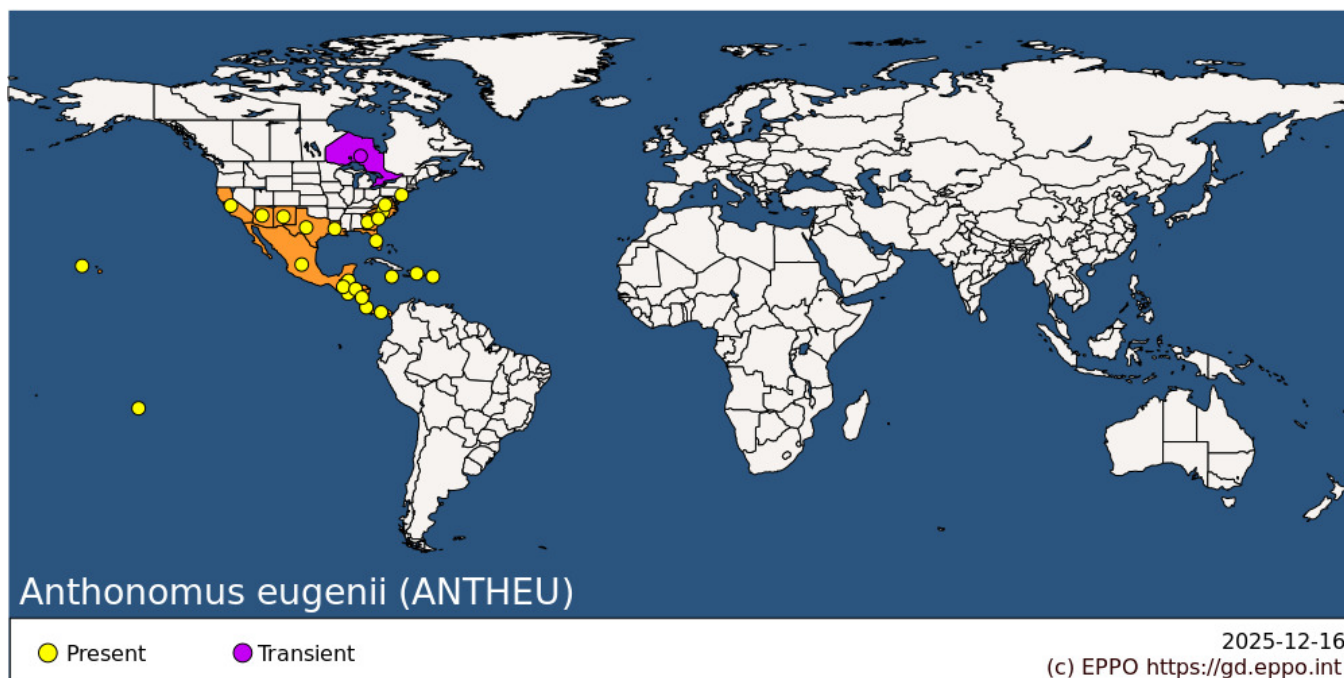 Anthonomus eugenii (ANTHEU)
Present
Transient
2025-12-16
(c) EPPO https://gd.eppo.int